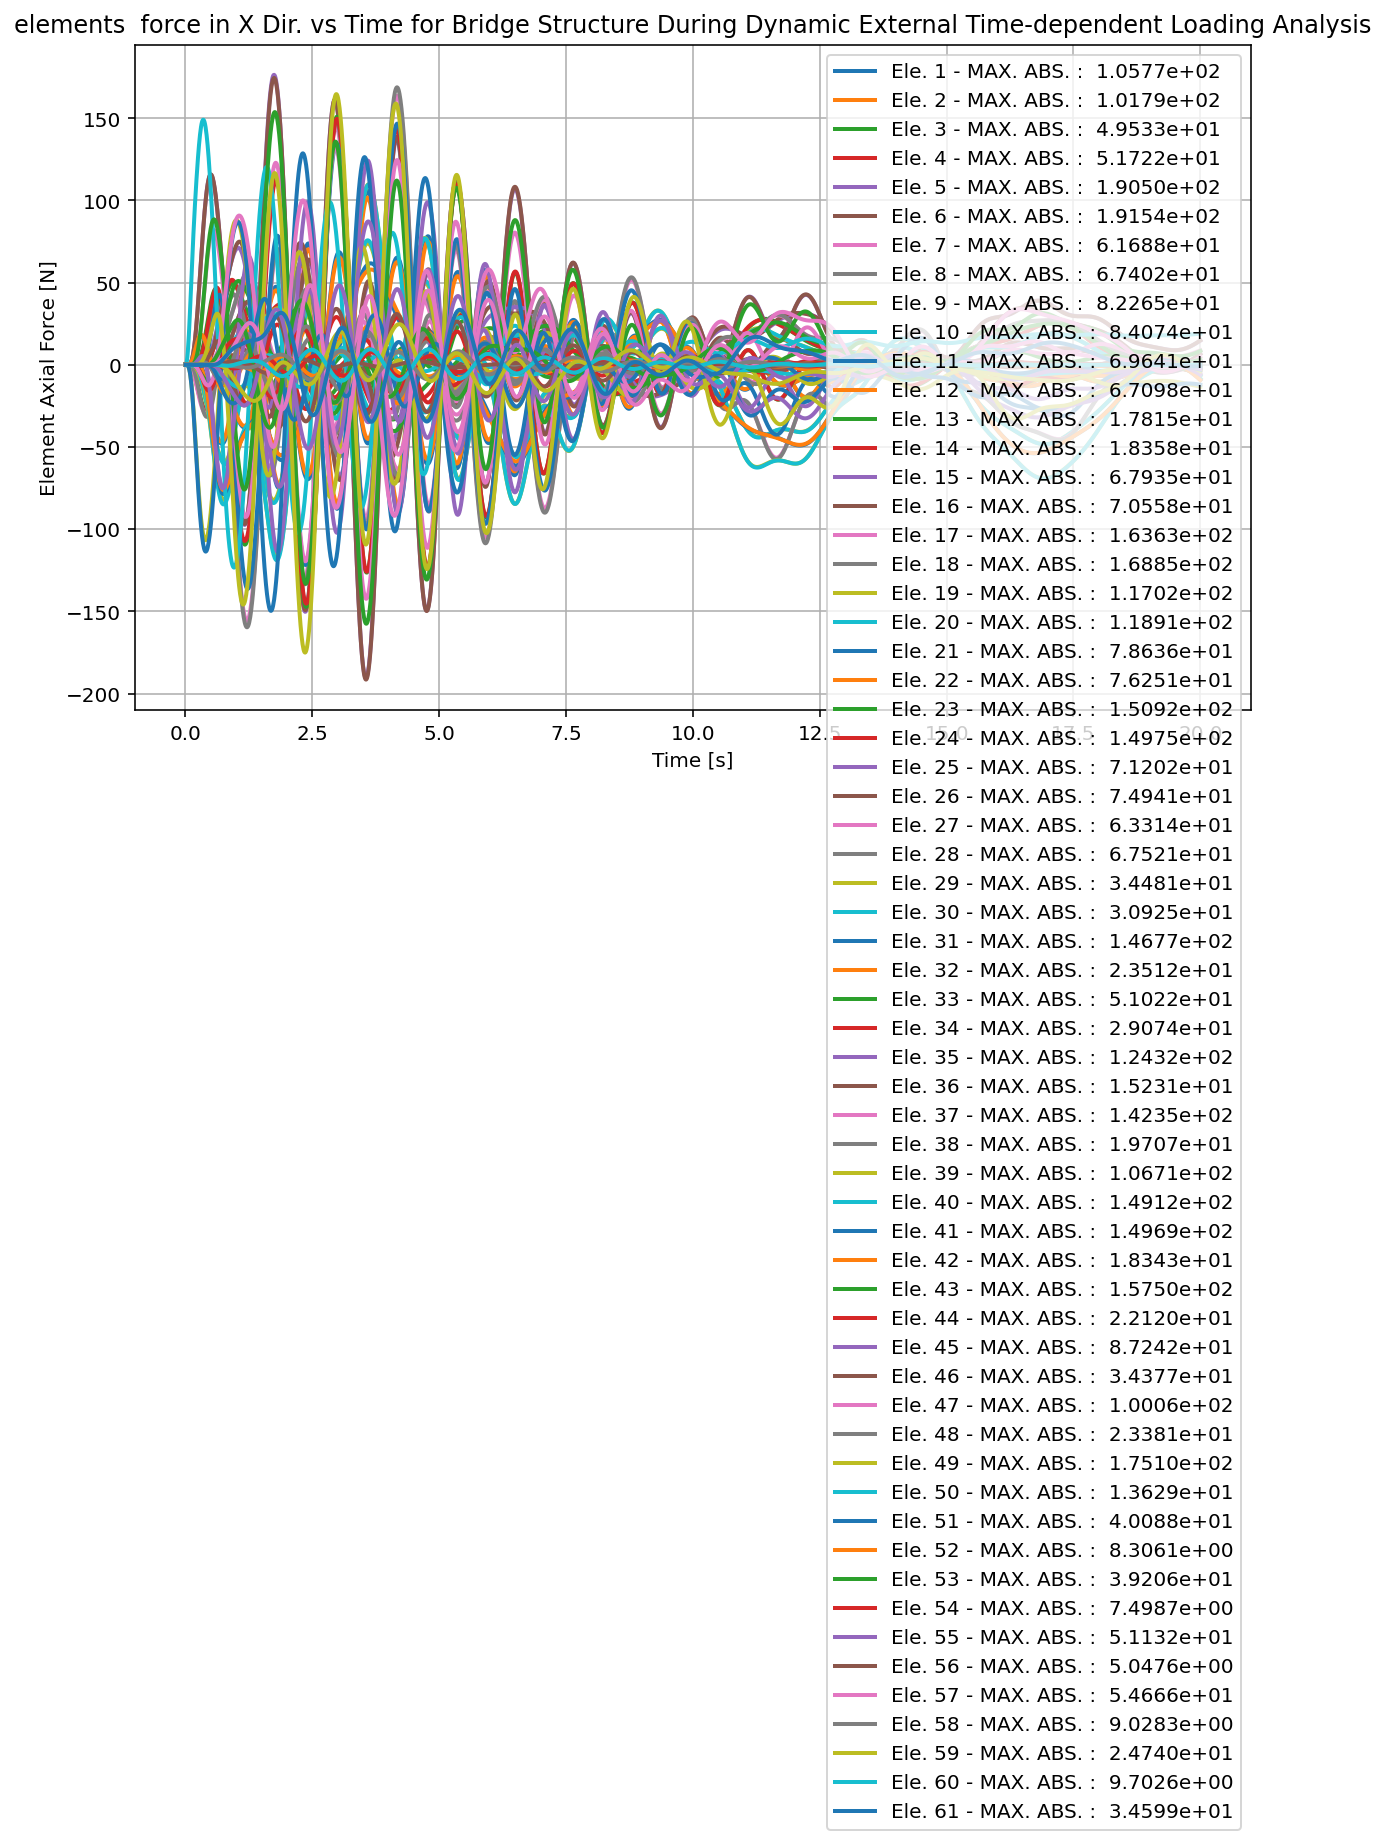 elements  force in X Dir. vs Time for Bridge Structure During Dynamic External Time-dependent Loading Analysis
Element Axial Force [N]
150
100
50
0
−50
−100
−150
−200
0.0 2.5 5.0 7.5 10.0 12.5 15.0 17.5 20.0
Time [s]
Ele. 1 - MAX. ABS. :  1.0577e+02
Ele. 2 - MAX. ABS. :  1.0179e+02
Ele. 3 - MAX. ABS. :  4.9533e+01
Ele. 4 - MAX. ABS. :  5.1722e+01
Ele. 5 - MAX. ABS. :  1.9050e+02
Ele. 6 - MAX. ABS. :  1.9154e+02
Ele. 7 - MAX. ABS. :  6.1688e+01
Ele. 8 - MAX. ABS. :  6.7402e+01
Ele. 9 - MAX. ABS. :  8.2265e+01
Ele. 10 - MAX. ABS. :  8.4074e+01
Ele. 11 - MAX. ABS. :  6.9641e+01
Ele. 12 - MAX. ABS. :  6.7098e+01
Ele. 13 - MAX. ABS. :  1.7815e+01
Ele. 14 - MAX. ABS. :  1.8358e+01
Ele. 15 - MAX. ABS. :  6.7935e+01
Ele. 16 - MAX. ABS. :  7.0558e+01
Ele. 17 - MAX. ABS. :  1.6363e+02
Ele. 18 - MAX. ABS. :  1.6885e+02
Ele. 19 - MAX. ABS. :  1.1702e+02
Ele. 20 - MAX. ABS. :  1.1891e+02
Ele. 21 - MAX. ABS. :  7.8636e+01
Ele. 22 - MAX. ABS. :  7.6251e+01
Ele. 23 - MAX. ABS. :  1.5092e+02
Ele. 24 - MAX. ABS. :  1.4975e+02
Ele. 25 - MAX. ABS. :  7.1202e+01
Ele. 26 - MAX. ABS. :  7.4941e+01
Ele. 27 - MAX. ABS. :  6.3314e+01
Ele. 28 - MAX. ABS. :  6.7521e+01
Ele. 29 - MAX. ABS. :  3.4481e+01
Ele. 30 - MAX. ABS. :  3.0925e+01
Ele. 31 - MAX. ABS. :  1.4677e+02
Ele. 32 - MAX. ABS. :  2.3512e+01
Ele. 33 - MAX. ABS. :  5.1022e+01
Ele. 34 - MAX. ABS. :  2.9074e+01
Ele. 35 - MAX. ABS. :  1.2432e+02
Ele. 36 - MAX. ABS. :  1.5231e+01
Ele. 37 - MAX. ABS. :  1.4235e+02
Ele. 38 - MAX. ABS. :  1.9707e+01
Ele. 39 - MAX. ABS. :  1.0671e+02
Ele. 40 - MAX. ABS. :  1.4912e+02
Ele. 41 - MAX. ABS. :  1.4969e+02
Ele. 42 - MAX. ABS. :  1.8343e+01
Ele. 43 - MAX. ABS. :  1.5750e+02
Ele. 44 - MAX. ABS. :  2.2120e+01
Ele. 45 - MAX. ABS. :  8.7242e+01
Ele. 46 - MAX. ABS. :  3.4377e+01
Ele. 47 - MAX. ABS. :  1.0006e+02
Ele. 48 - MAX. ABS. :  2.3381e+01
Ele. 49 - MAX. ABS. :  1.7510e+02
Ele. 50 - MAX. ABS. :  1.3629e+01
Ele. 51 - MAX. ABS. :  4.0088e+01
Ele. 52 - MAX. ABS. :  8.3061e+00
Ele. 53 - MAX. ABS. :  3.9206e+01
Ele. 54 - MAX. ABS. :  7.4987e+00
Ele. 55 - MAX. ABS. :  5.1132e+01
Ele. 56 - MAX. ABS. :  5.0476e+00
Ele. 57 - MAX. ABS. :  5.4666e+01
Ele. 58 - MAX. ABS. :  9.0283e+00
Ele. 59 - MAX. ABS. :  2.4740e+01
Ele. 60 - MAX. ABS. :  9.7026e+00
Ele. 61 - MAX. ABS. :  3.4599e+01